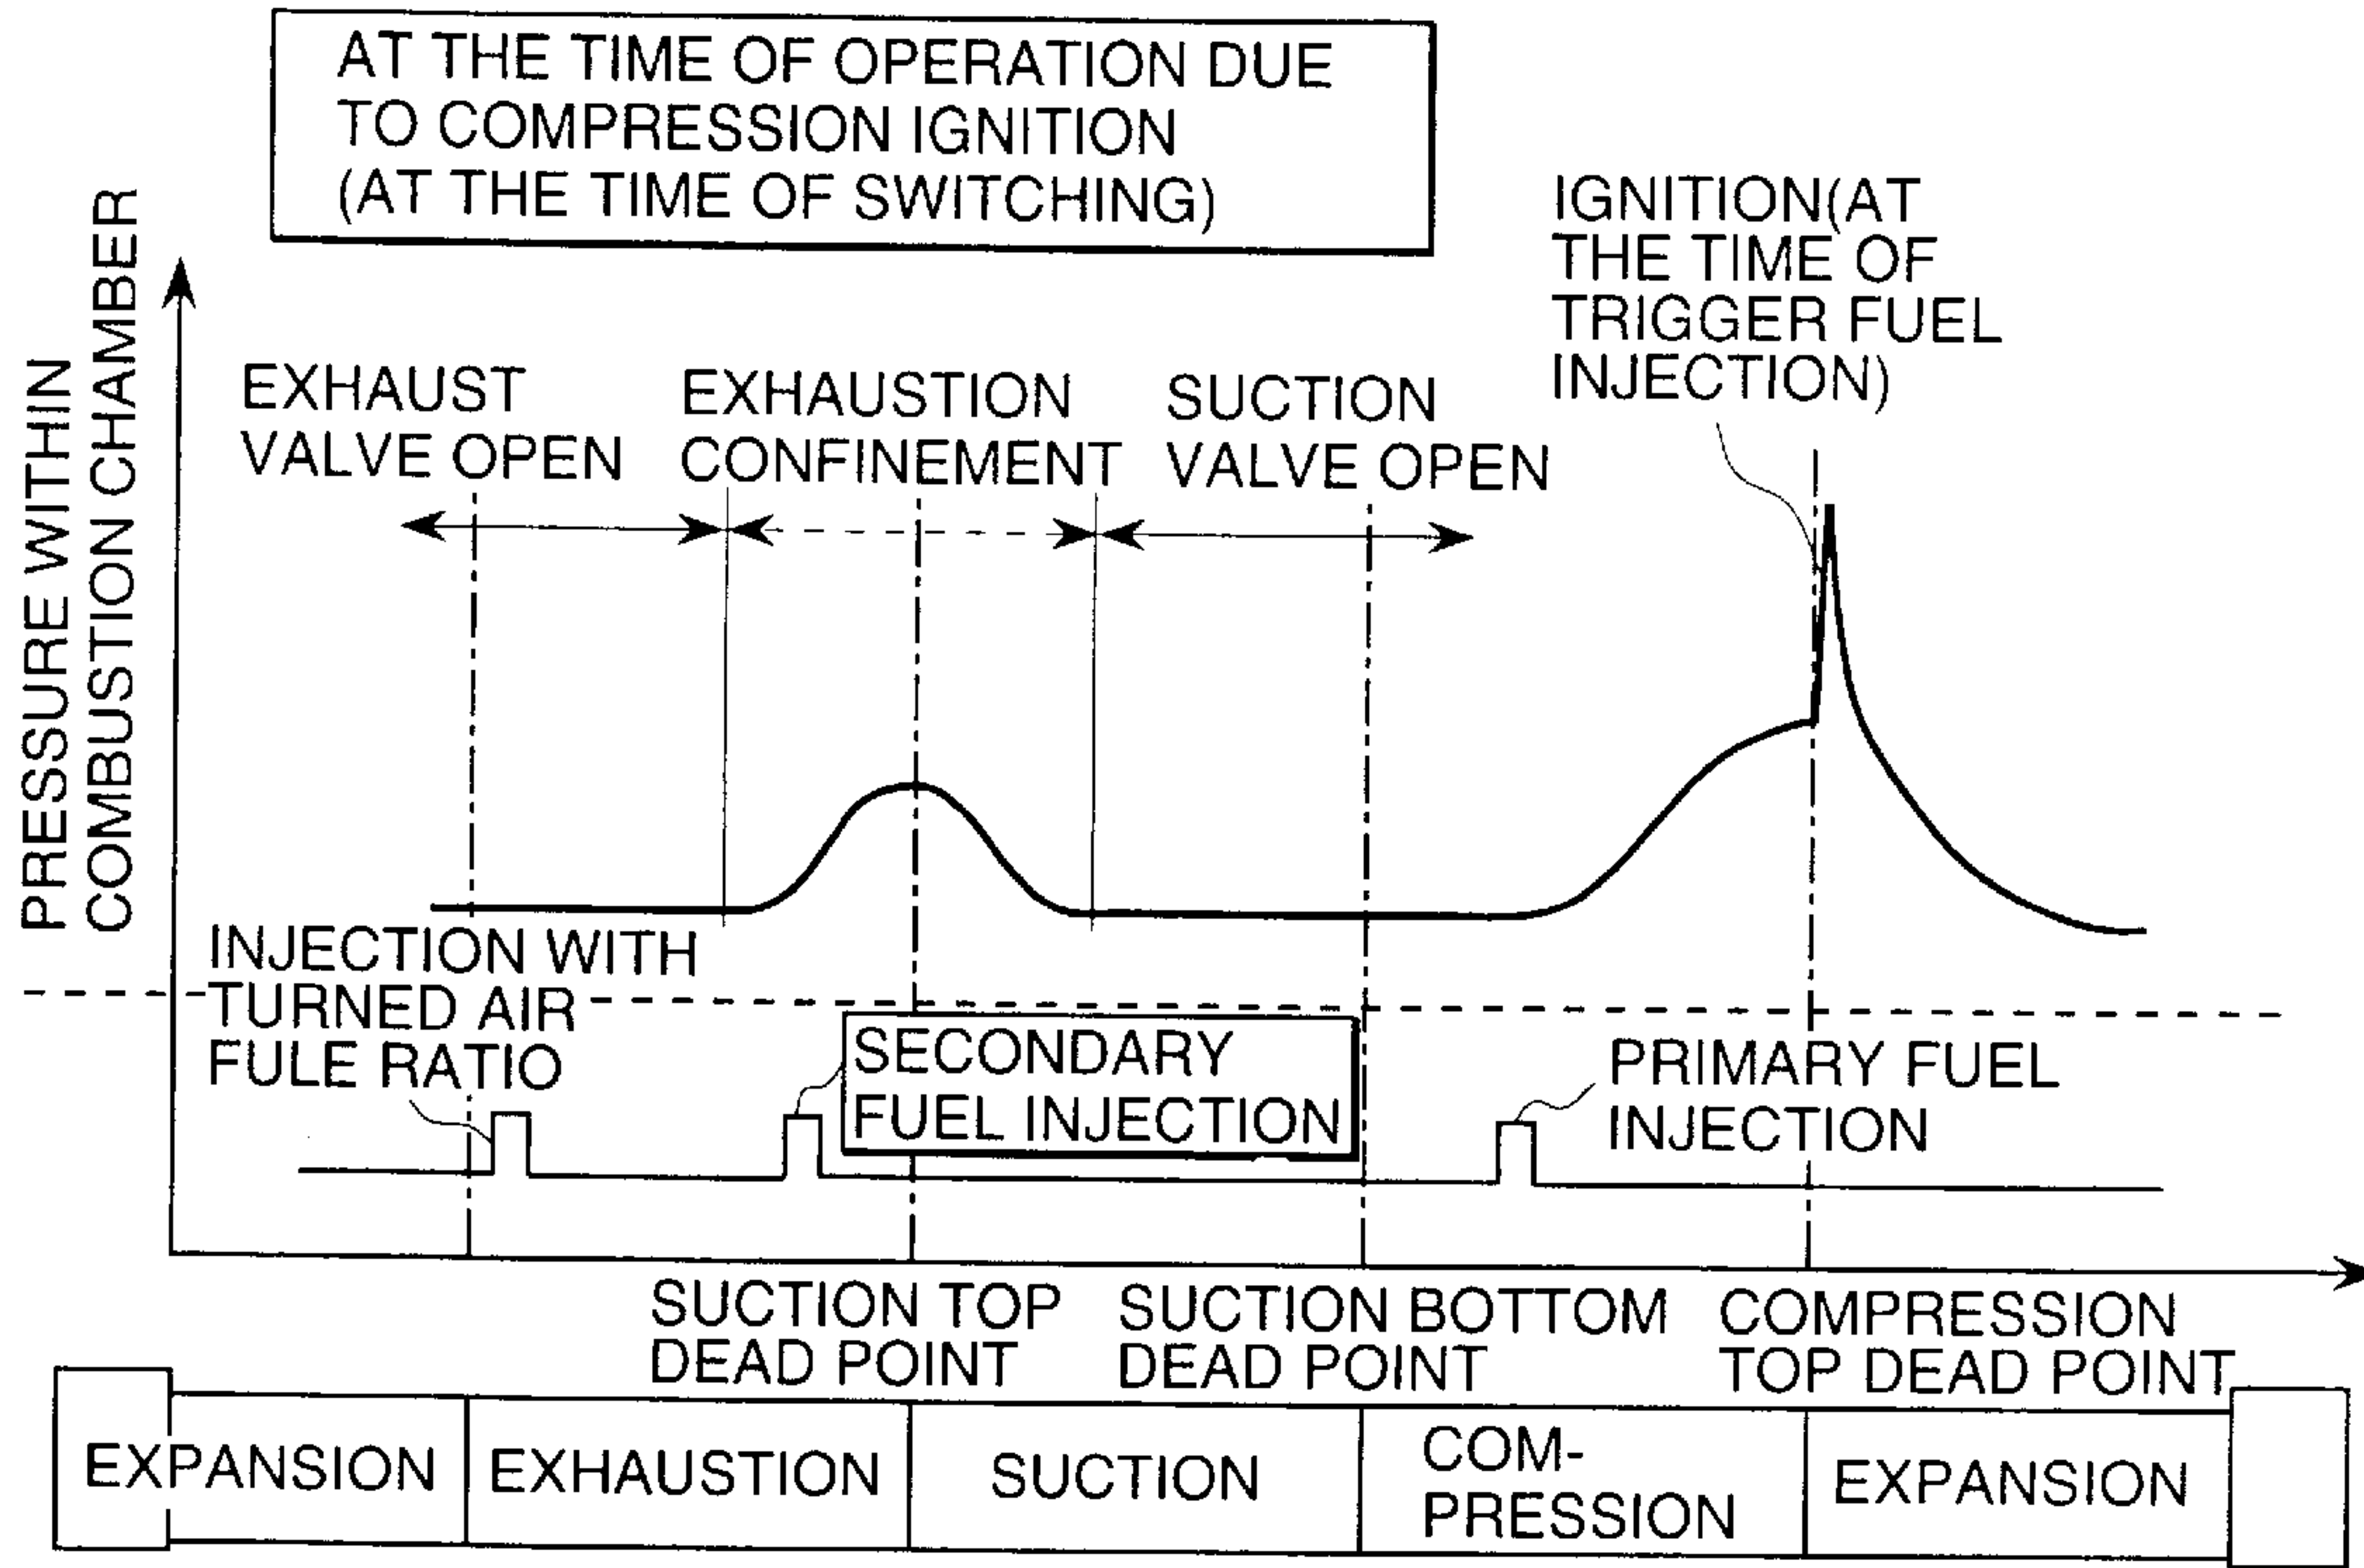 AT THE TIME OF OPERATION DUE
TO COMPRESSION IGNITION
(AT THE TIME OF SWITCHING)
PRESSURE WITHIN
COMBUSTION CHAMBER
EXHAUST
VALVE OPEN
EXHAUSTION
CONFINEMENT
SUCTION
VALVE OPEN
IGNITION(AT
THE TIME OF
TRIGGER FUEL
INJECTION)
INJECTION WITH
TURNED AIR
FULE RATIO
SECONDARY
FUEL INJECTION
PRIMARY FUEL
INJECTION
SUCTION TOP
DEAD POINT
SUCTION BOTTOM
DEAD POINT
COMPRESSION
TOP DEAD POINT
EXPANSION
EXHAUSTION
SUCTION
COM-
PRESSION
EXPANSION